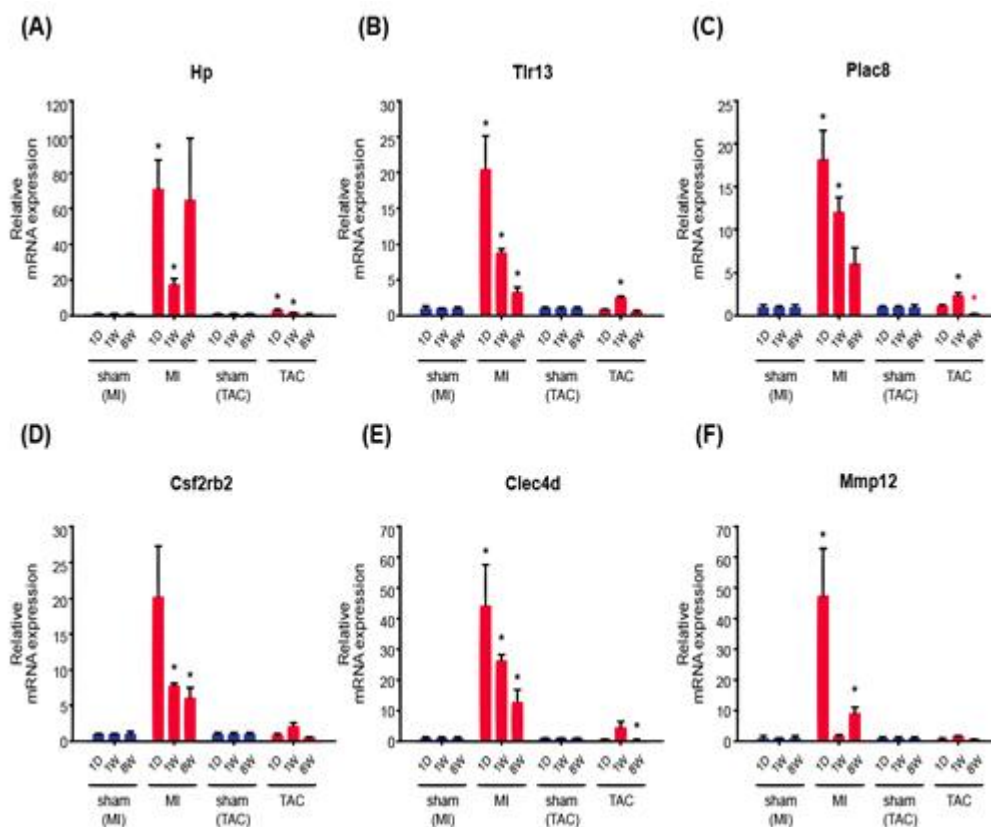 (A)
Hp
Relative
mRNA expression
120
100
80
60
40
20
0
*
*
*
*
1D 1W 8W 1D 1W 8W 1D 1W 8W 1D 1W 8W
sham MI sham TAC
(MI) (TAC)
(B)
Tlr13
Relative
mRNA expression
30
25
20
15
10
5
0
*
*
*
*
1D 1W 8W 1D 1W 8W 1D 1W 8W 1D 1W 8W
sham MI sham TAC
(MI) (TAC)
(C)
Plac8
Relative
mRNA expression
25
20
15
10
5
0
*
*
*
*
1D 1W 8W 1D 1W 8W 1D 1W 8W 1D 1W 8W
sham MI sham TAC
(MI) (TAC)
(D)
Csf2rb2
Relative
mRNA expression
30
25
20
15
10
5
0
*
*
1D 1W 8W 1D 1W 8W 1D 1W 8W 1D 1W 8W
sham MI sham TAC
(MI) (TAC)
(E)
Clec4d
Relative
mRNA expression
70
60
50
40
30
20
10
0
*
*
*
*
1D 1W 8W 1D 1W 8W 1D 1W 8W 1D 1W 8W
sham MI sham TAC
(MI) (TAC)
(F)
Mmp12
Relative
mRNA expression
70
60
50
40
30
20
10
0
*
*
1D 1W 8W 1D 1W 8W 1D 1W 8W 1D 1W 8W
sham MI sham TAC
(MI) (TAC)